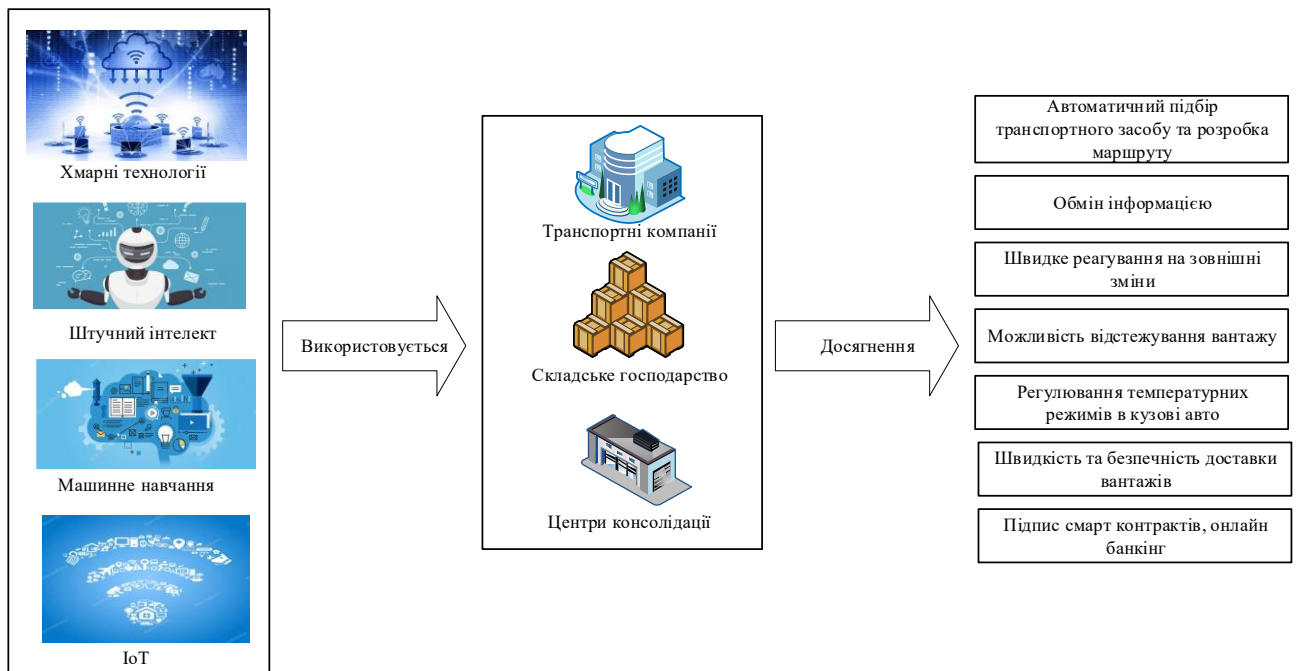 Хмарні технології
Штучний інтелект
Машинне навчання
IoT
Використовується
Транспортні компанії
Складське господарство
Центри консолідації
Досягнення
Автоматичний підбір
транспортного засобу та розробка
маршруту
Обмін інформацією
Швидке реагування на зовнішні
зміни
Можливість відстежування вантажу
Регулювання температурних
режимів в кузові авто
Швидкість та безпечність доставки
вантажів
Підпис смарт контрактів, онлайн
банкінг